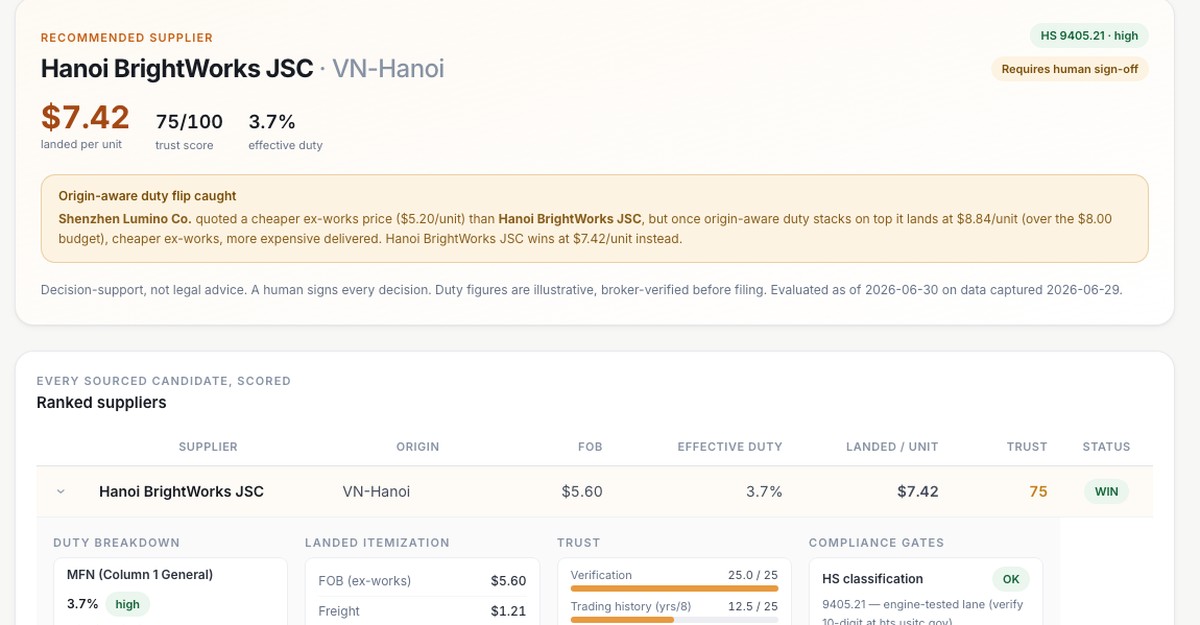 RECOMMENDED SUPPLIER
HS 9405.21 · high
Hanoi BrightWorks JSC · VN-Hanoi
Requires human sign-off
$7.42 75/100 3.7%
landed per unit trust score effective duty
Origin-aware duty flip caught
Shenzhen Lumino Co. quoted a cheaper ex-works price ($5.20/unit) than Hanoi BrightWorks JSC, but once origin-aware duty stacks on top it lands at $8.84/unit (over the $8.00
budget), cheaper ex-works, more expensive delivered. Hanoi BrightWorks JSC wins at $7.42/unit instead.
Decision-support, not legal advice. A human signs every decision. Duty figures are illustrative, broker-verified before filing. Evaluated as of 2026-06-30 on data captured 2026-06-29.
EVERY SOURCED CANDIDATE, SCORED
Ranked suppliers
SUPPLIER ORIGIN FOB EFFECTIVE DUTY LANDED / UNIT TRUST STATUS
Hanoi BrightWorks JSC VN-Hanoi $5.60 3.7% $7.42 75 WIN
DUTY BREAKDOWN LANDED ITEMIZATION TRUST COMPLIANCE GATES
MFN (Column 1 General)
3.7% high
FOB (ex-works) $5.60
Freight $1.21
Verification 25.0 / 25
Trading history (yrs/8) 12.5 / 25
HS classification OK
9405.21 — engine-tested lane (verify
10-digit at hts.usitc.gov)